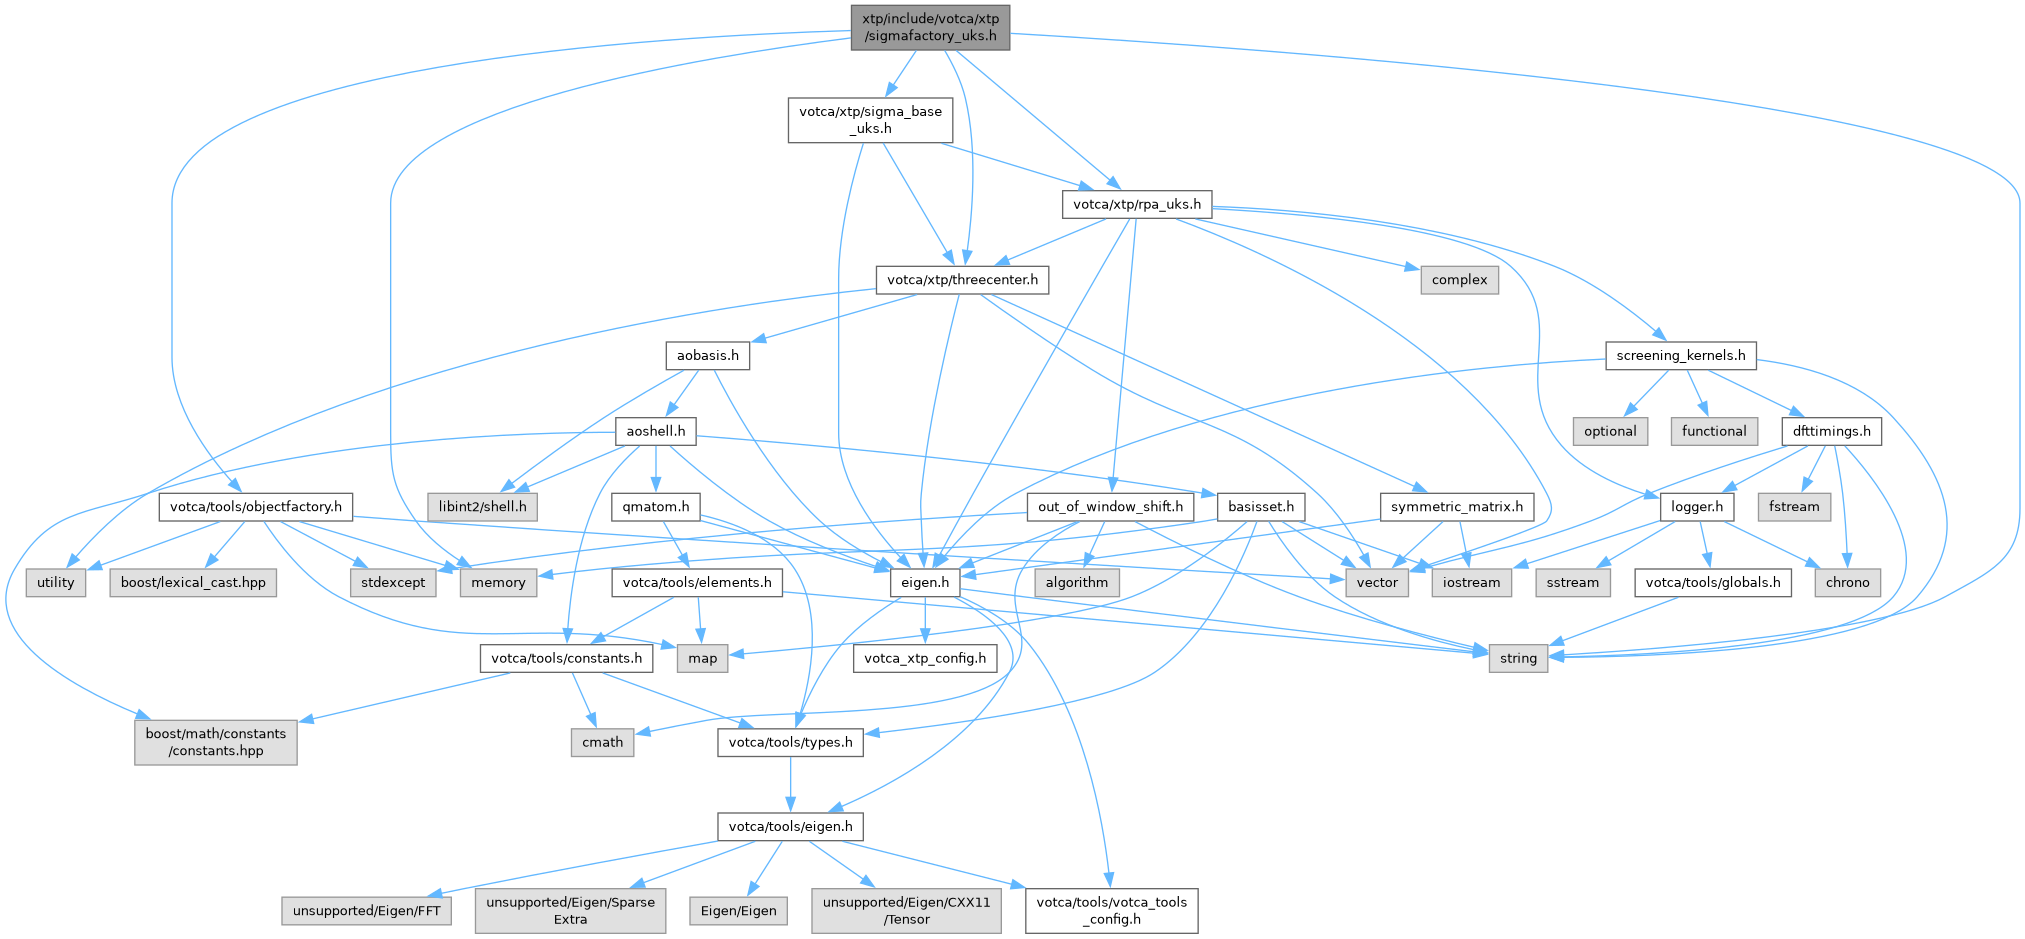 xtp/include/votca/xtp
/sigmafactory_uks.h
votca/xtp/sigma_base
_uks.h
votca/xtp/rpa_uks.h
votca/xtp/threecenter.h
complex
aobasis.h
screening_kernels.h
aoshell.h
optional
functional
dfttimings.h
votca/tools/objectfactory.h
libint2/shell.h
qmatom.h
out_of_window_shift.h
basisset.h
symmetric_matrix.h
logger.h
fstream
utility
boost/lexical_cast.hpp
stdexcept
memory
votca/tools/elements.h
eigen.h
algorithm
vector
iostream
sstream
votca/tools/globals.h
chrono
votca/tools/constants.h
map
votca_xtp_config.h
string
boost/math/constants
/constants.hpp
cmath
votca/tools/types.h
votca/tools/eigen.h
unsupported/Eigen/FFT
unsupported/Eigen/Sparse
Extra
Eigen/Eigen
unsupported/Eigen/CXX11
/Tensor
votca/tools/votca_tools
_config.h